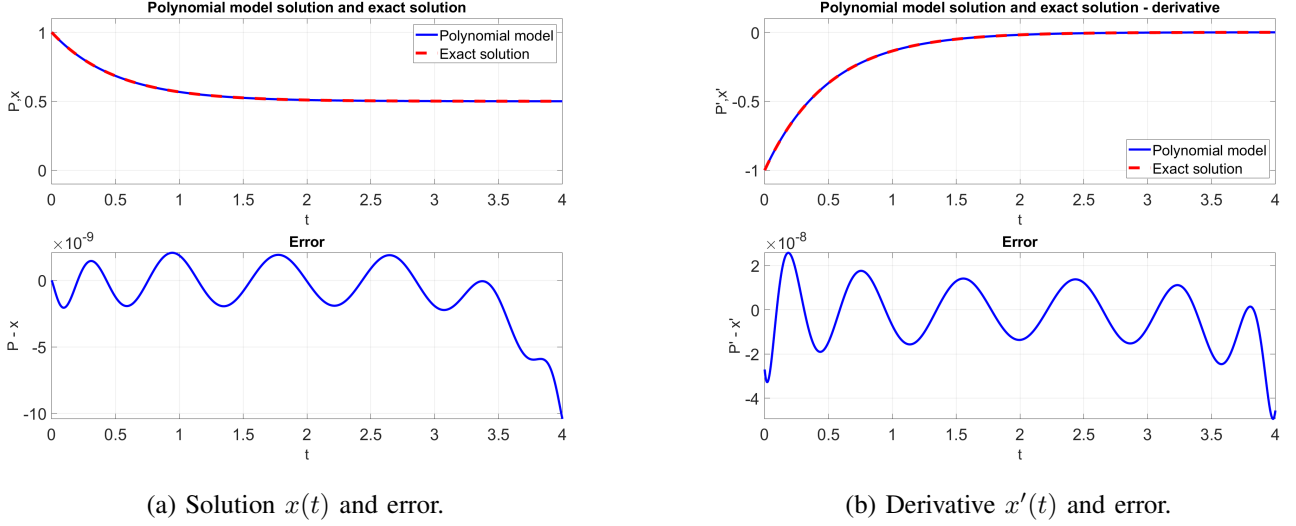 Polynomial model solution and exact solution
1
0.5
0
P,x
Polynomial model
Exact solution
0 0.5 1 1.5 2 2.5 3 3.5 4
t
×10⁻⁹
Error
0
-5
-10
P - x
0 0.5 1 1.5 2 2.5 3 3.5 4
t
(a) Solution x(t) and error.
Polynomial model solution and exact solution - derivative
0
-0.5
-1
P',x'
Polynomial model
Exact solution
0 0.5 1 1.5 2 2.5 3 3.5 4
t
×10⁻⁸
Error
2
0
-2
-4
P' - x'
0 0.5 1 1.5 2 2.5 3 3.5 4
t
(b) Derivative x′(t) and error.